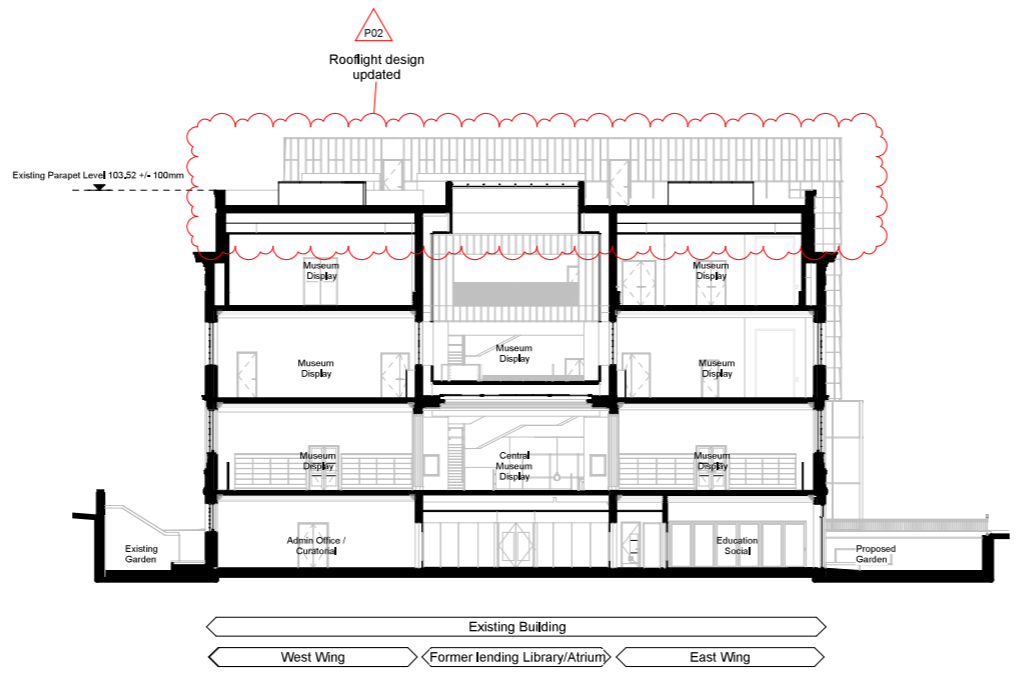 P02
Rooflight design
updated
Existing Parapet Level 103,52 +/- 100mm
Museum
Display
Museum
Display
Museum
Display
Museum
Display
Museum
Display
Museum
Display
Central
Museum
Display
Museum
Display
Existing
Garden
Admin Office /
Curatorial
Education
Social
Proposed
Garden
Existing Building
West Wing
Former lending Library/Atrium
East Wing